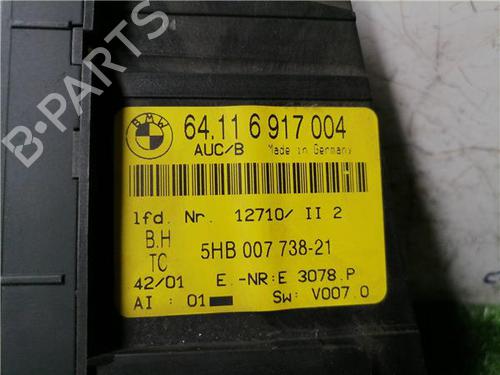 B-PARTS
BMW
64.11 6 917 004
AUC/B Made in Germany
lfd. Nr. 12710/ II 2
B.H
TC
5HB 007 738-21
42/01 E.-NR:E 3078.P
AI : 01 SW: V007.0